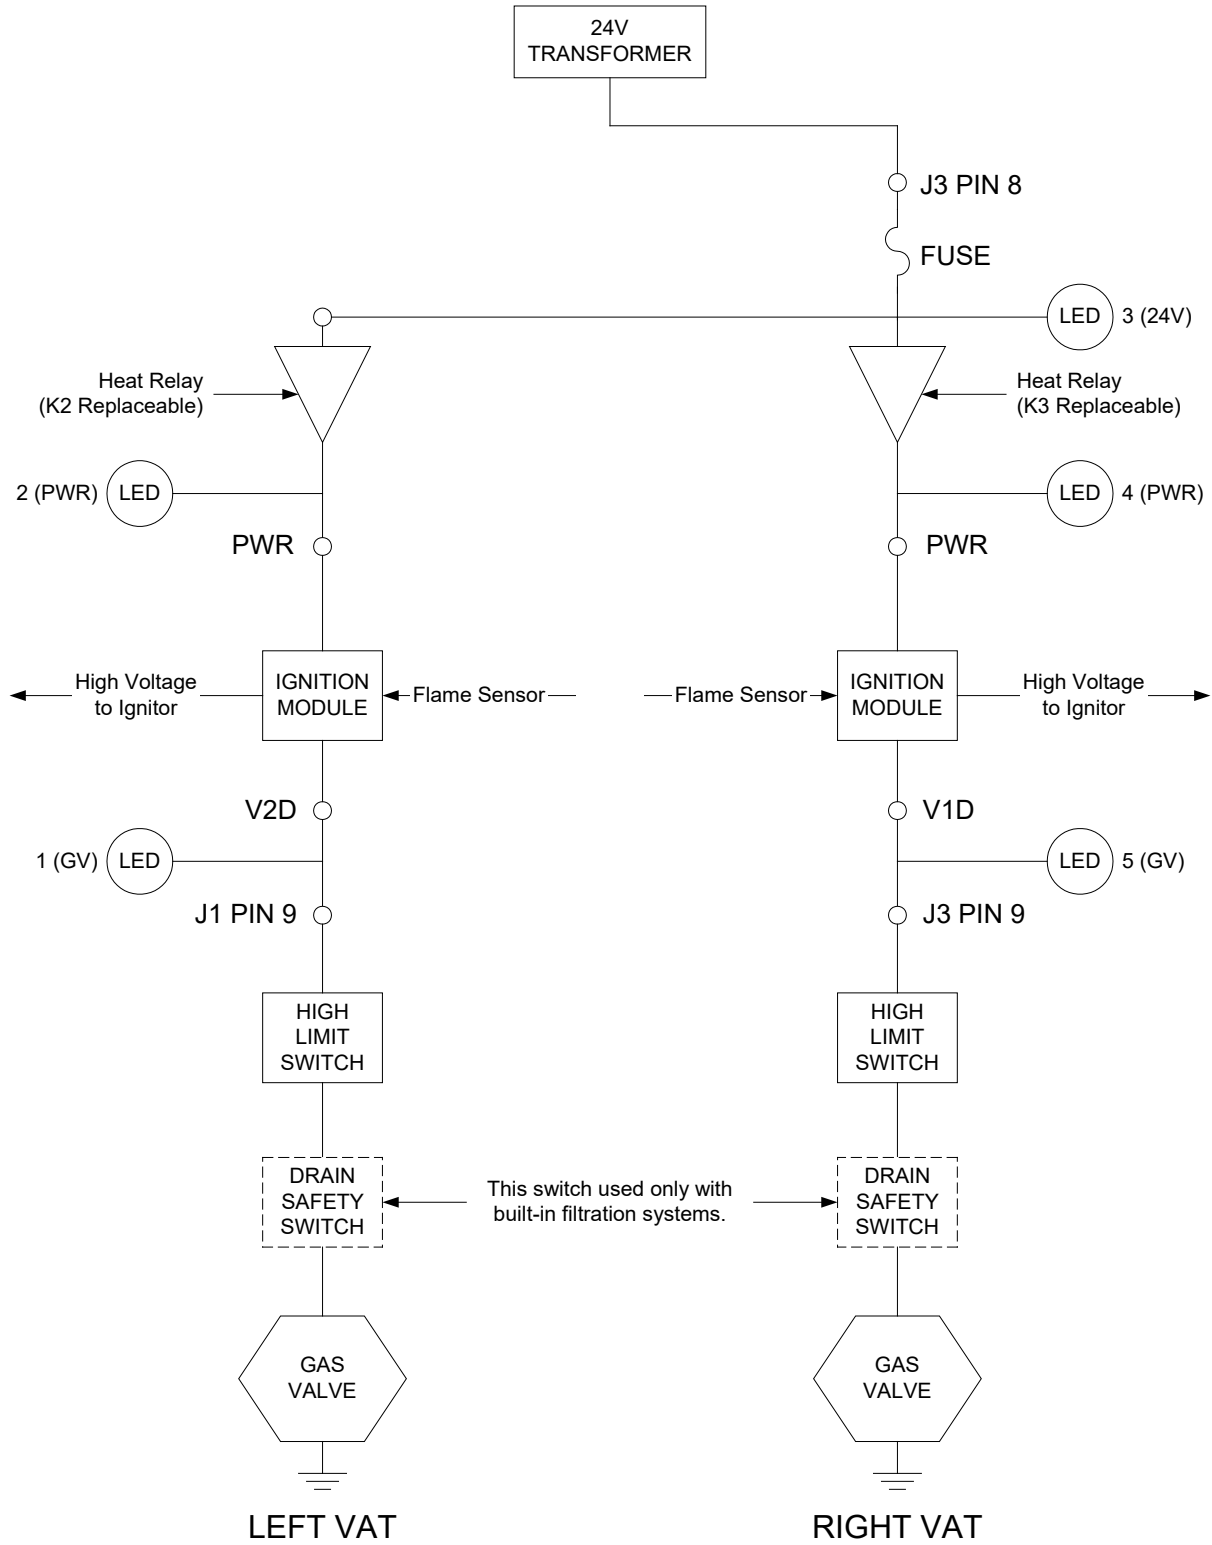 24V
TRANSFORMER
J3 PIN 8
FUSE
LED
3 (24V)
Heat Relay
(K2 Replaceable)
Heat Relay
(K3 Replaceable)
2 (PWR)
LED
LED
4 (PWR)
PWR
PWR
High Voltage
to Ignitor
IGNITION
MODULE
Flame Sensor
Flame Sensor
IGNITION
MODULE
High Voltage
to Ignitor
V2D
V1D
1 (GV)
LED
LED
5 (GV)
J1 PIN 9
J3 PIN 9
HIGH
LIMIT
SWITCH
HIGH
LIMIT
SWITCH
DRAIN
SAFETY
SWITCH
This switch used only with
built-in filtration systems.
DRAIN
SAFETY
SWITCH
GAS
VALVE
GAS
VALVE
LEFT VAT
RIGHT VAT